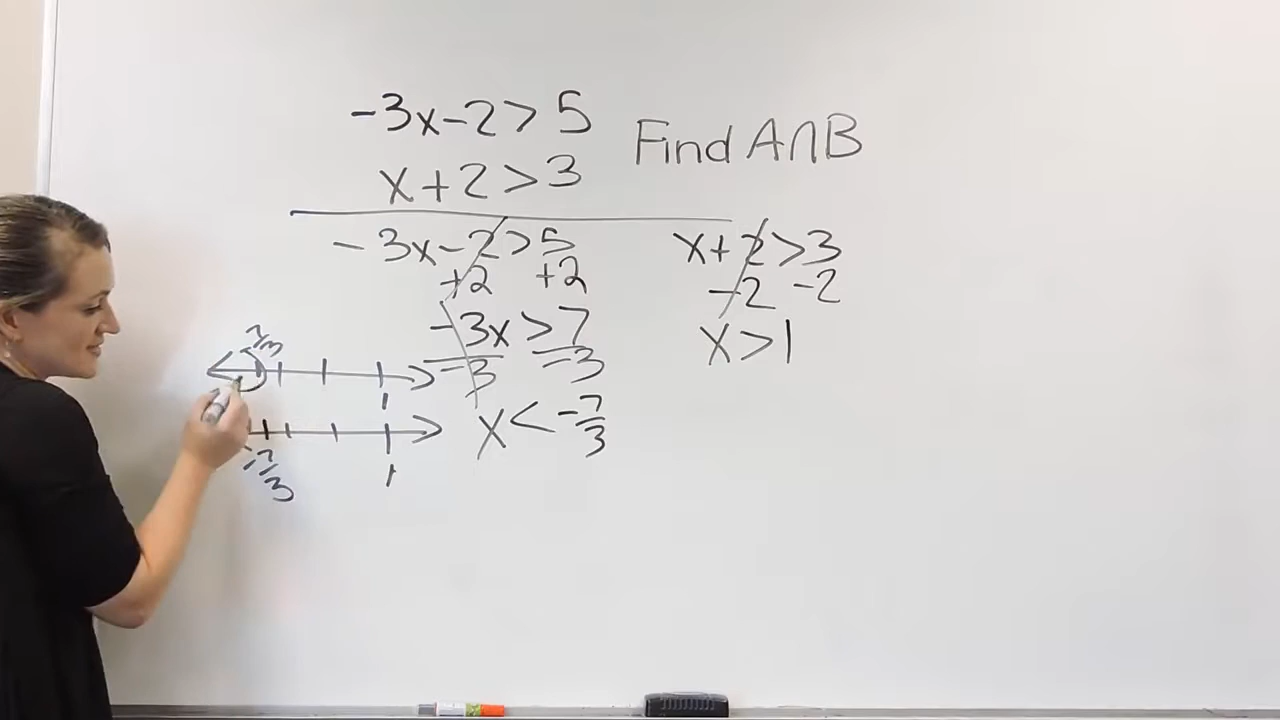 -3x-2>5
x+2>3
Find A∩B
-3x-2>5
+2 +2
-3x>7
-3 -3
x<-7/3
x+2>3
-2 -2
x>1
7/3
1
-7/3
1